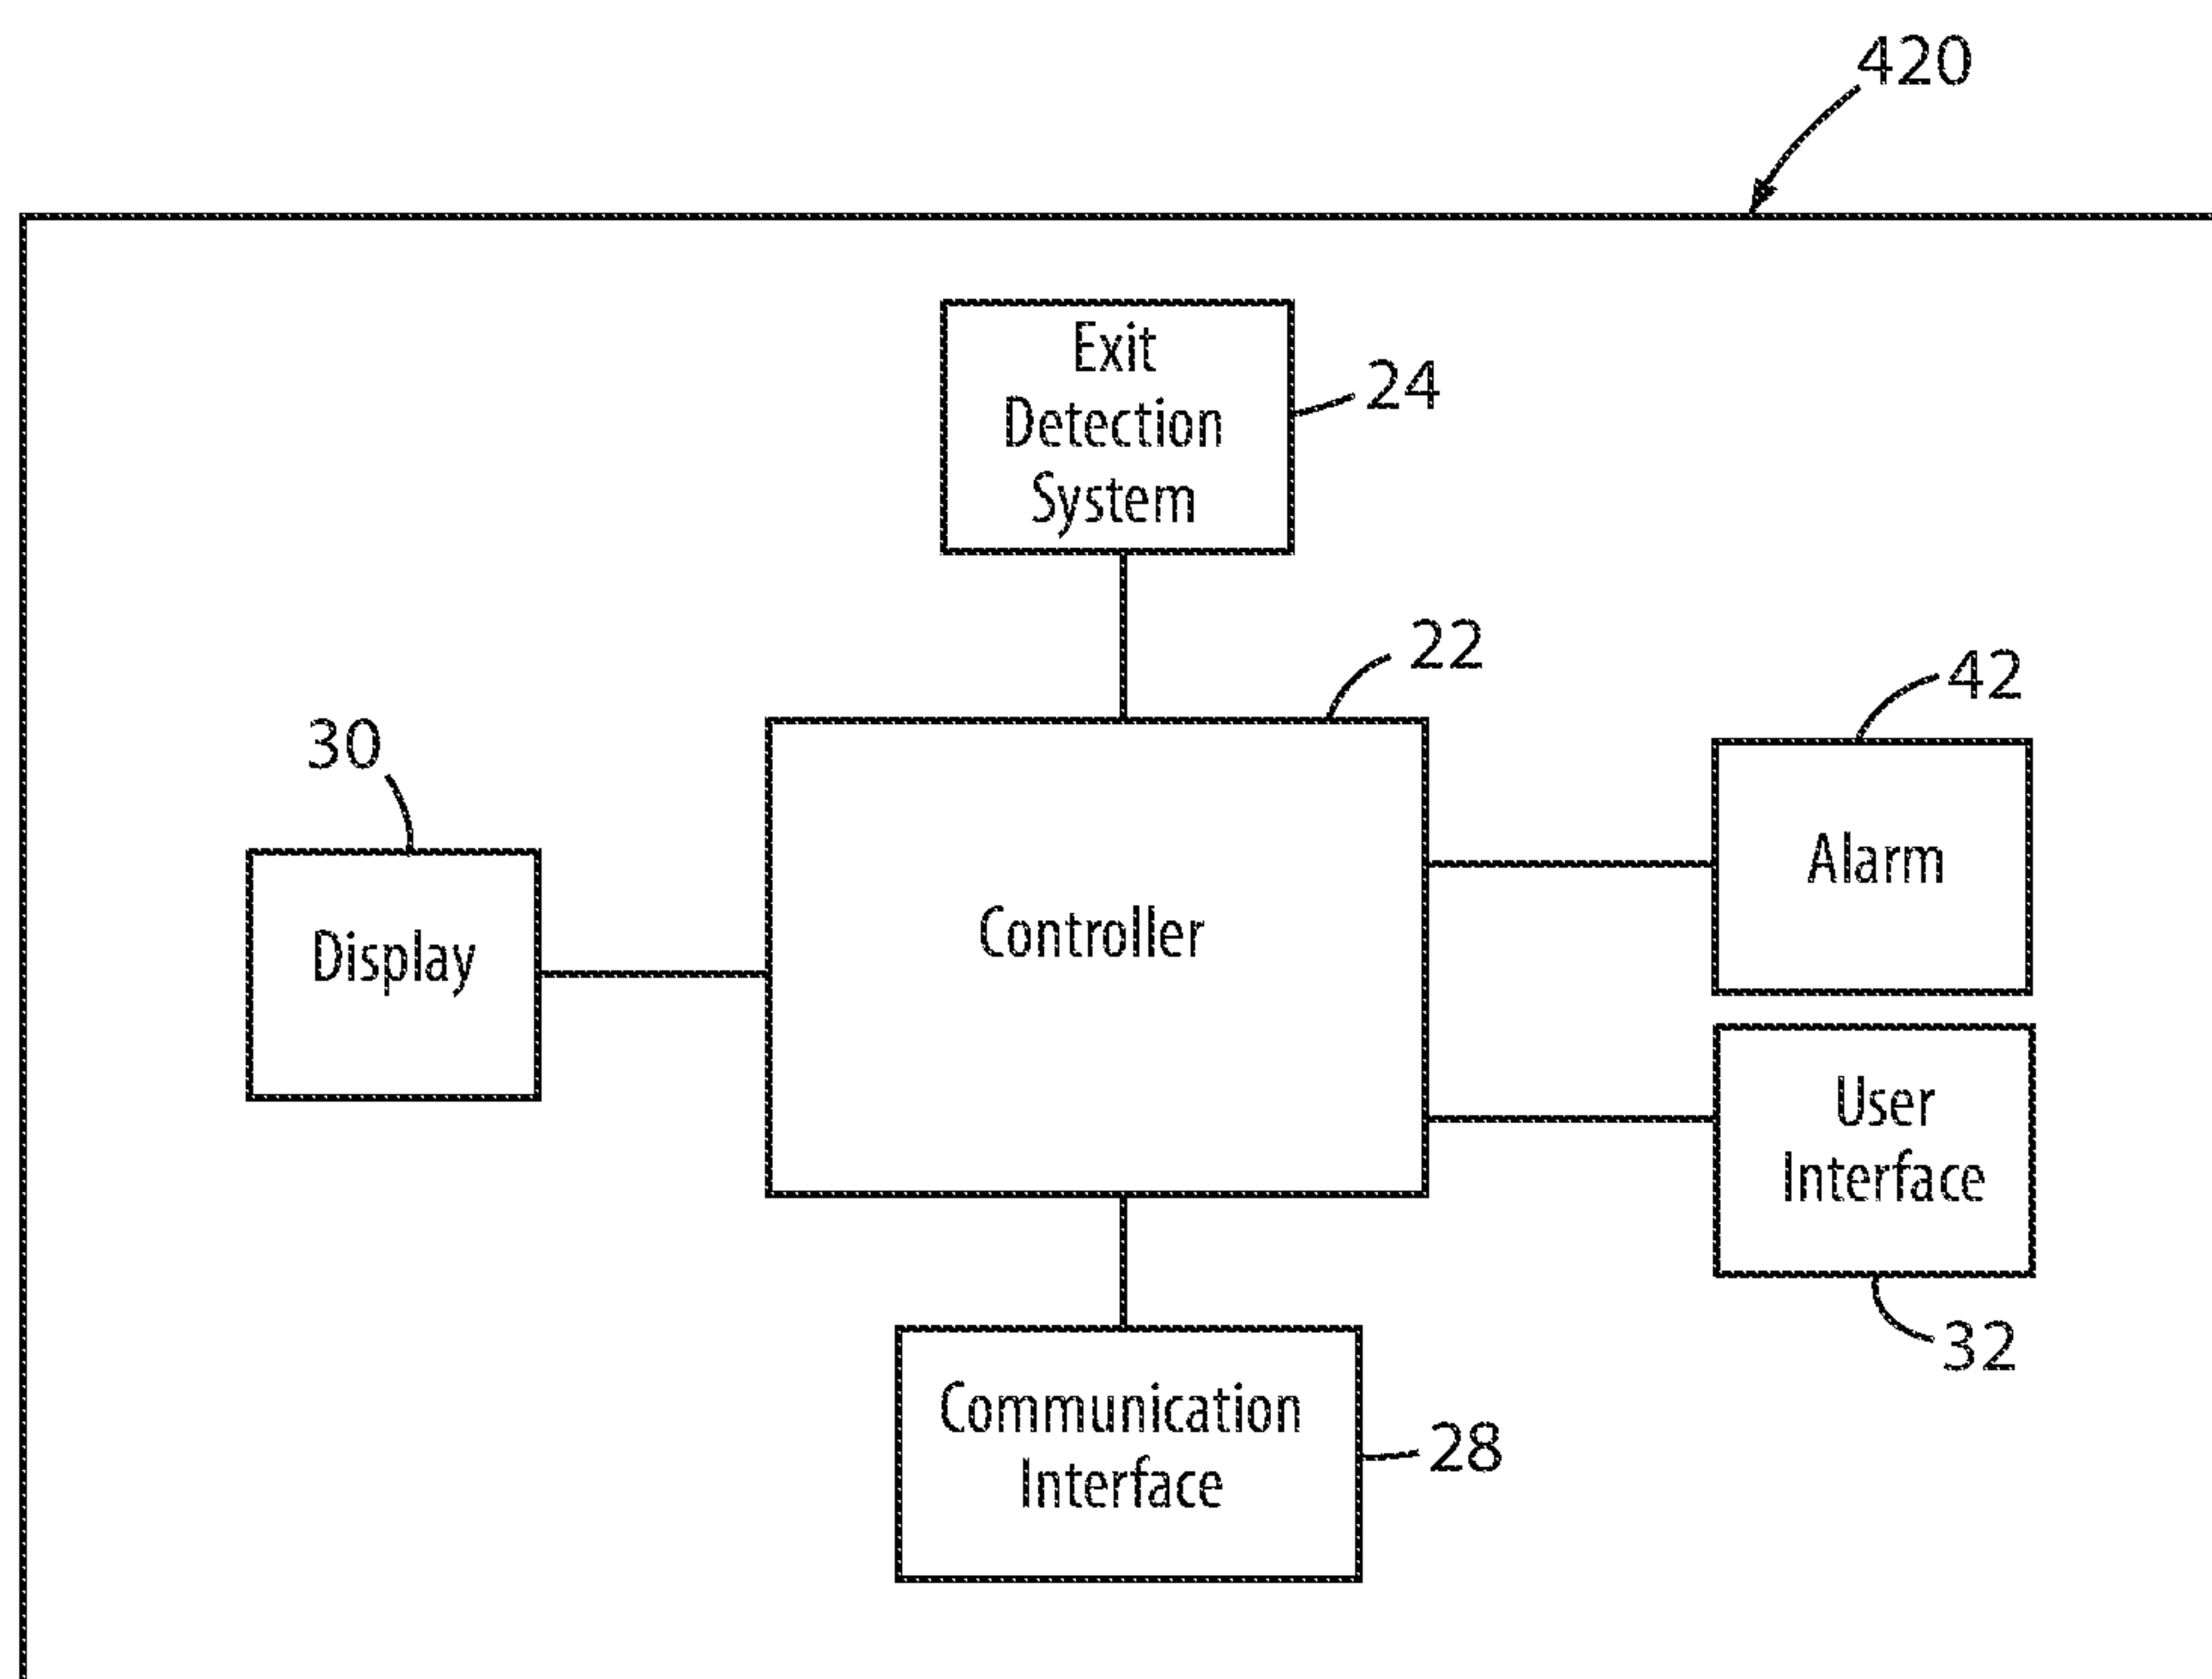 420
Exit
Detection
System
24
22
42
30
Alarm
Controller
Display
User
Interface
32
Communication
Interface
28